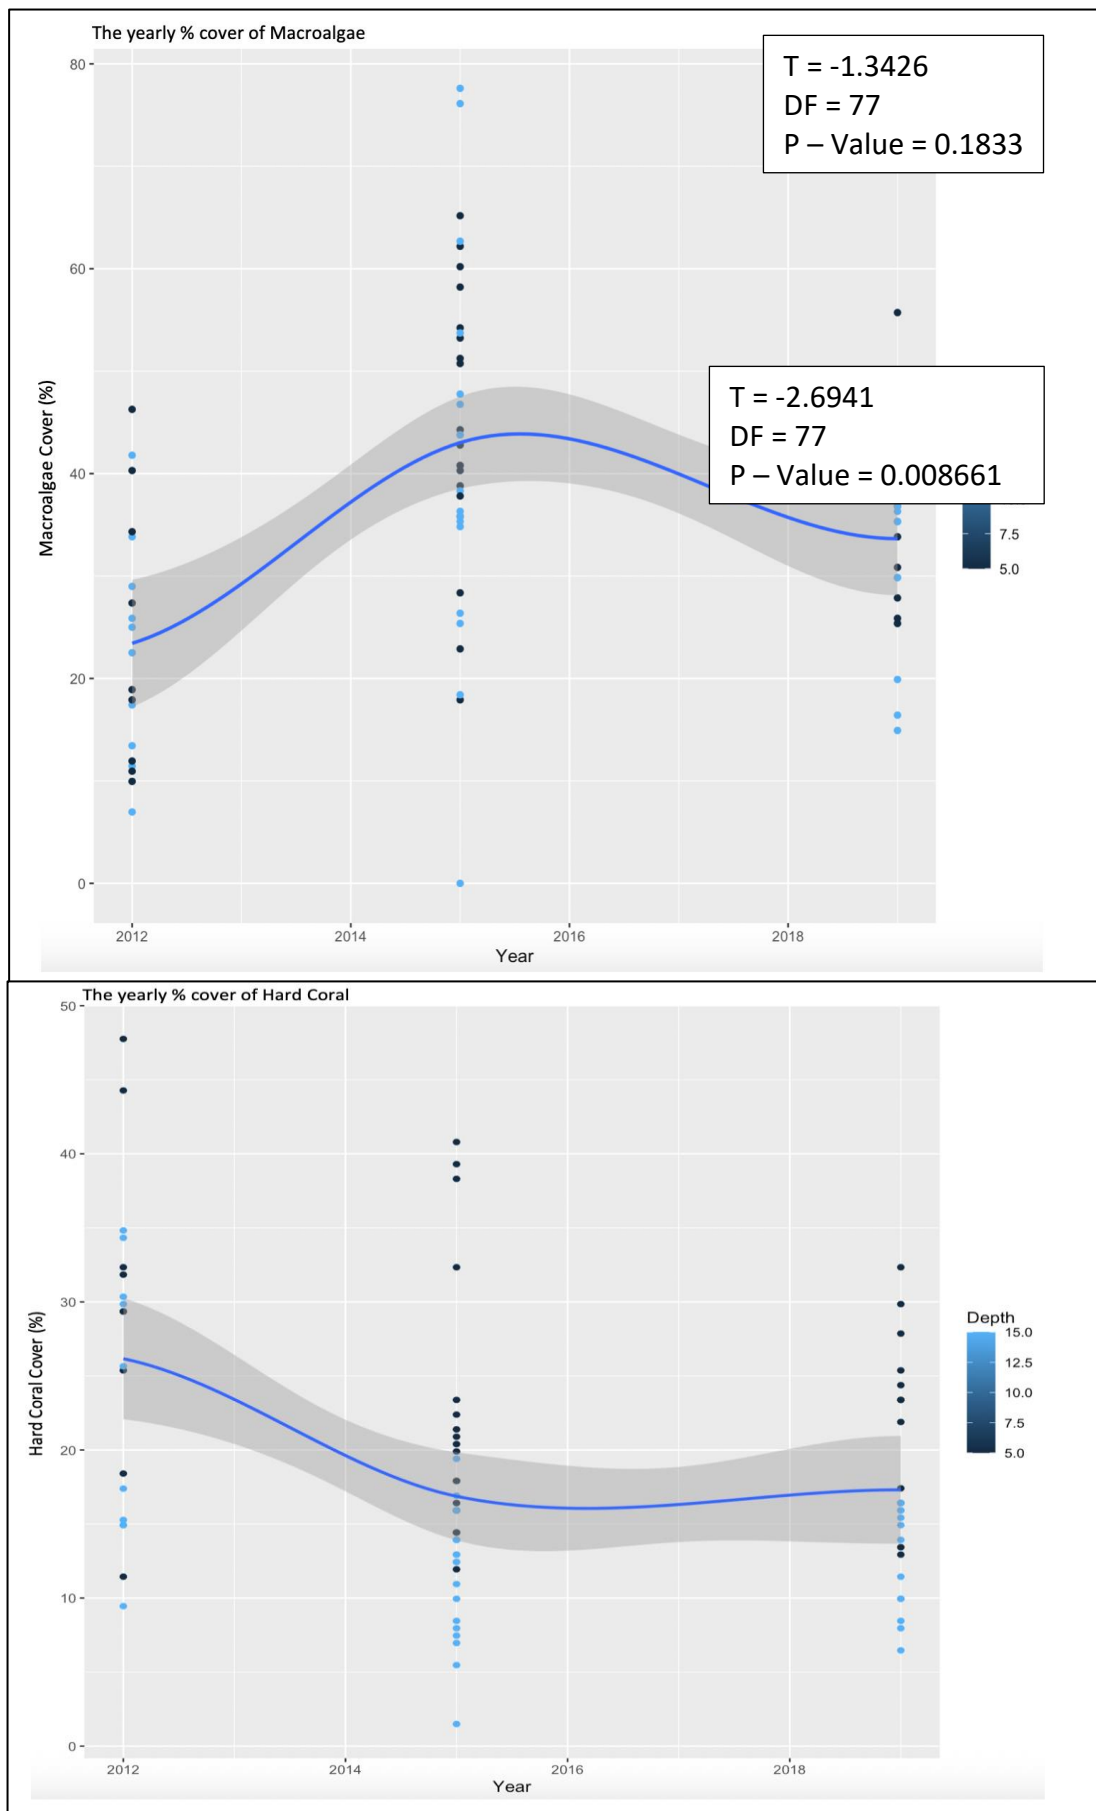 The yearly % cover of Macroalgae
T = -1.3426
DF = 77
P – Value = 0.1833
80
60
40
20
0
Macroalgae Cover (%)
T = -2.6941
DF = 77
P – Value = 0.008661
7.5
5.0
2012
2014
2016
2018
Year
The yearly % cover of Hard Coral
50
40
30
20
10
0
Hard Coral Cover (%)
Depth
15.0
12.5
10.0
7.5
5.0
2012
2014
2016
2018
Year